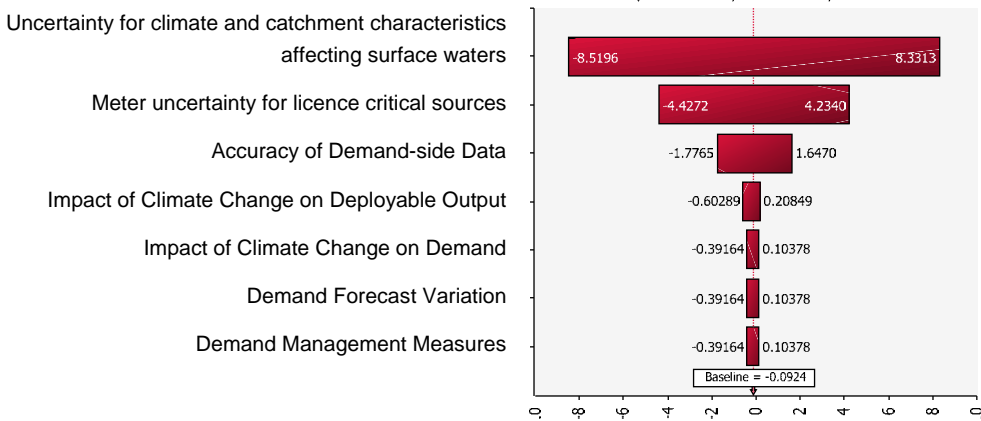 Uncertainty for climate and catchment characteristics
affecting surface waters
-8.5196 8.3313
Meter uncertainty for licence critical sources
-4.4272 4.2340
Accuracy of Demand-side Data
-1.7765 1.6470
Impact of Climate Change on Deployable Output
-0.60289 0.20849
Impact of Climate Change on Demand
-0.39164 0.10378
Demand Forecast Variation
-0.39164 0.10378
Demand Management Measures
-0.39164 0.10378
Baseline = -0.0924
-8 -6 -4 -2 0 2 4 6 8